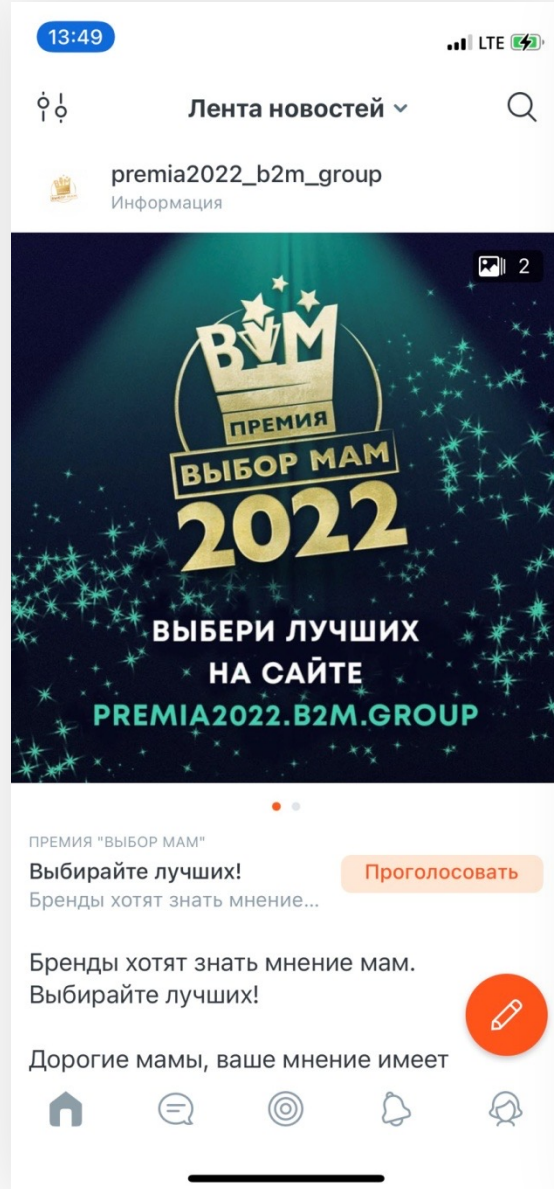 13:49
LTE
Лента новостей
premia2022_b2m_group
Информация
2
BVM
ПРЕМИЯ
ВЫБОР МАМ
2022
ВЫБЕРИ ЛУЧШИХ
НА САЙТЕ
PREMIA2022.B2M.GROUP
ПРЕМИЯ "ВЫБОР МАМ"
Выбирайте лучших!
Проголосовать
Бренды хотят знать мнение...
Бренды хотят знать мнение мам.
Выбирайте лучших!
Дорогие мамы, ваше мнение имеет